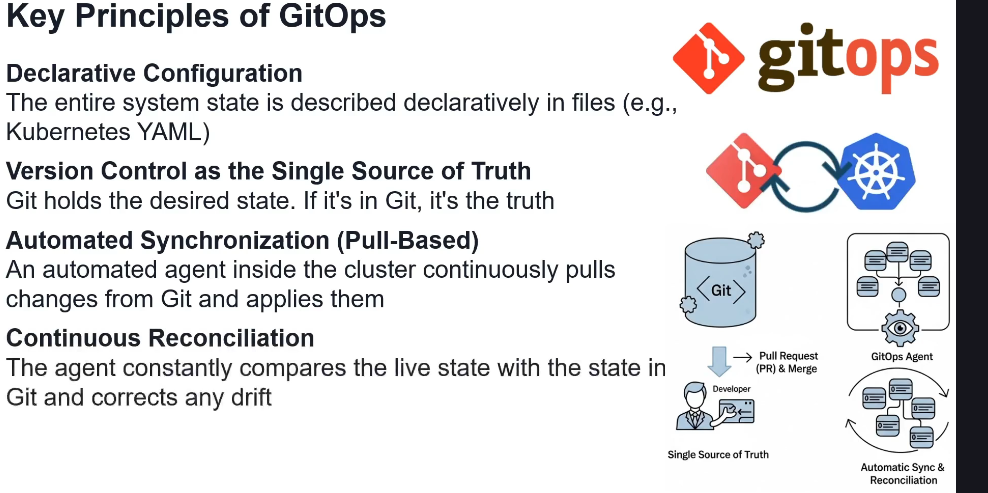 Key Principles of GitOps
gitops
Declarative Configuration
The entire system state is described declaratively in files (e.g.,
Kubernetes YAML)
Version Control as the Single Source of Truth
Git holds the desired state. If it's in Git, it's the truth
Automated Synchronization (Pull-Based)
An automated agent inside the cluster continuously pulls
changes from Git and applies them
Continuous Reconciliation
The agent constantly compares the live state with the state in
Git and corrects any drift
<Git>
Pull Request
(PR) & Merge
Developer
Single Source of Truth
GitOps Agent
Automatic Sync &
Reconciliation